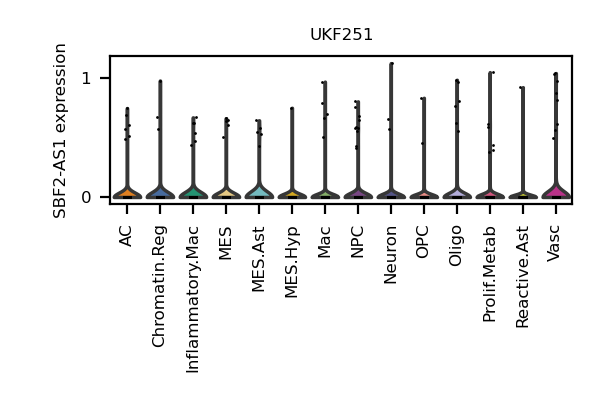 UKF251
SBF2-AS1 expression
1
0
AC
Chromatin.Reg
Inflammatory.Mac
MES
MES.Ast
MES.Hyp
Mac
NPC
Neuron
OPC
Oligo
Prolif.Metab
Reactive.Ast
Vasc